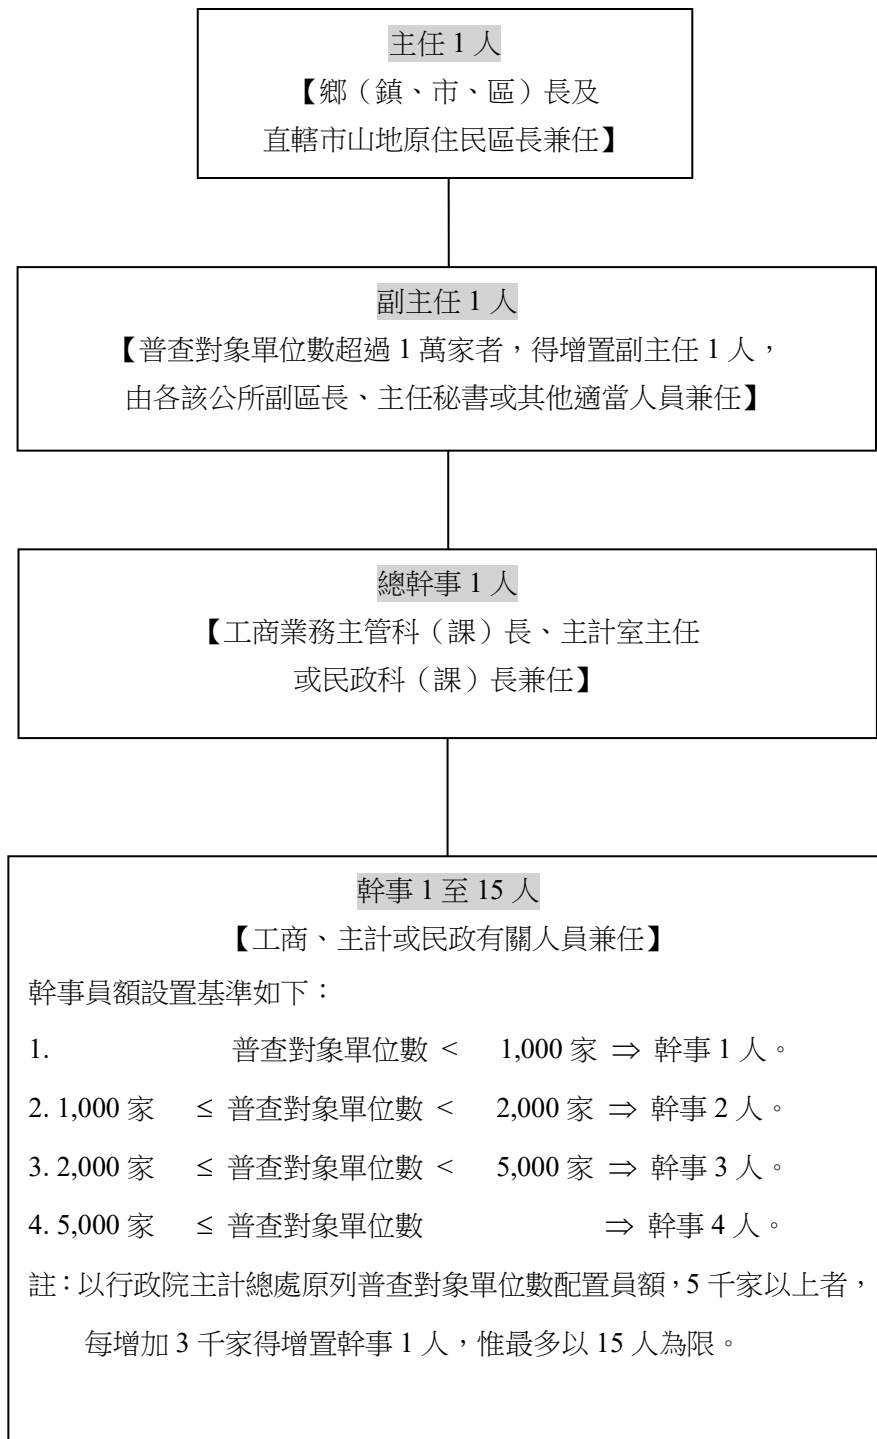 主任 1 人
【鄉（鎮、市、區）長及
直轄市山地原住民區長兼任】
副主任 1 人
【普查對象單位數超過 1 萬家者，得增置副主任 1 人，
由各該公所副區長、主任秘書或其他適當人員兼任】
總幹事 1 人
【工商業務主管科（課）長、主計室主任
或民政科（課）長兼任】
幹事 1 至 15 人
【工商、主計或民政有關人員兼任】
幹事員額設置基準如下：
1. 普查對象單位數 < 1,000 家 ⇒ 幹事 1 人。
2. 1,000 家 ≤ 普查對象單位數 < 2,000 家 ⇒ 幹事 2 人。
3. 2,000 家 ≤ 普查對象單位數 < 5,000 家 ⇒ 幹事 3 人。
4. 5,000 家 ≤ 普查對象單位數 ⇒ 幹事 4 人。
註：以行政院主計總處原列普查對象單位數配置員額，5 千家以上者，
每增加 3 千家得增置幹事 1 人，惟最多以 15 人為限。